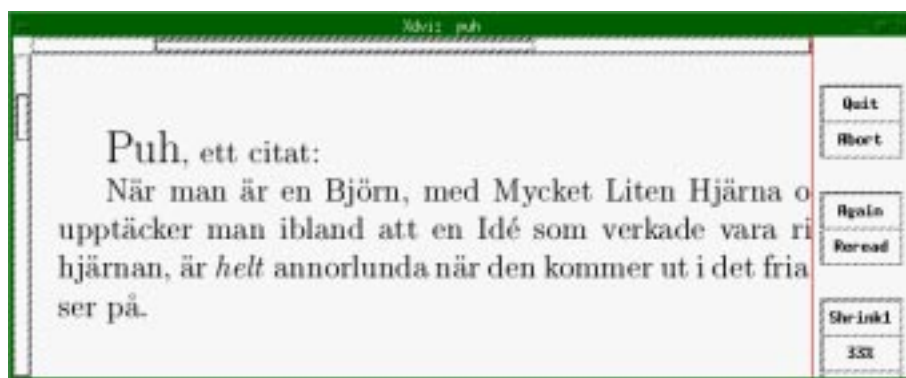 Xdvi: puh
Puh, ett citat:
När man är en Björn, med Mycket Liten Hjärna o
upptäcker man ibland att en Idé som verkade vara ri
hjärnan, är helt annorlunda när den kommer ut i det fria
ser på.
Quit
Abort
Again
Reread
Shrink1
33%